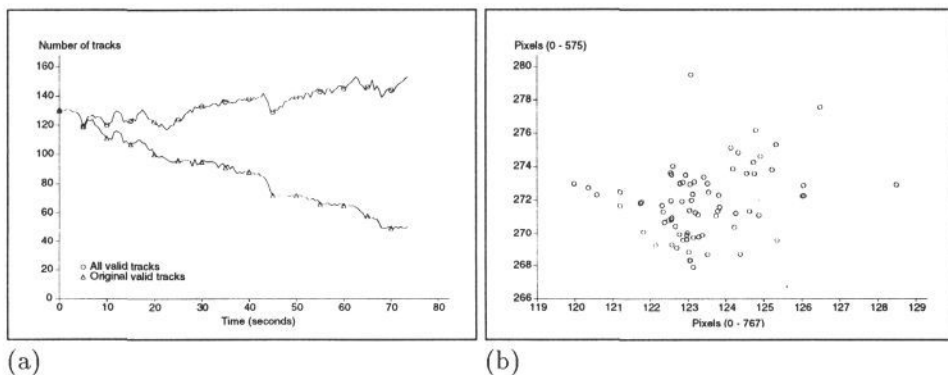 Number of tracks
160
140
120
100
80
60
40
20
0
○ All valid tracks
△ Original valid tracks
0 10 20 30 40 50 60 70 80
Time (seconds)
(a)
Pixels (0 - 575)
280
278
276
274
272
270
268
266
119 120 121 122 123 124 125 126 127 128 129
Pixels (0 - 767)
(b)